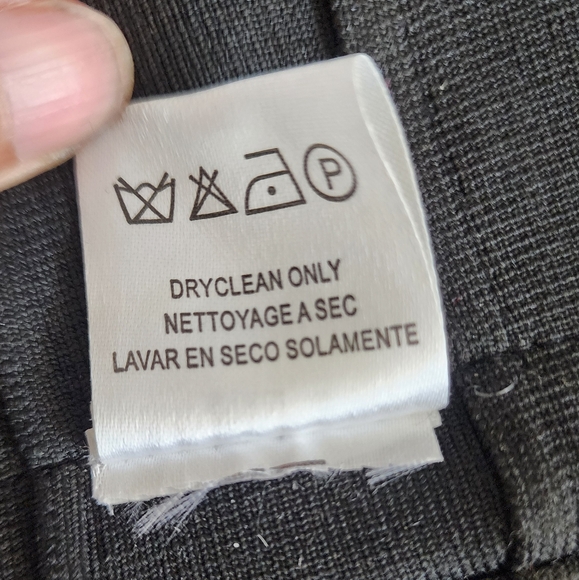 P
DRYCLEAN ONLY
NETTOYAGE A SEC
LAVAR EN SECO SOLAMENTE